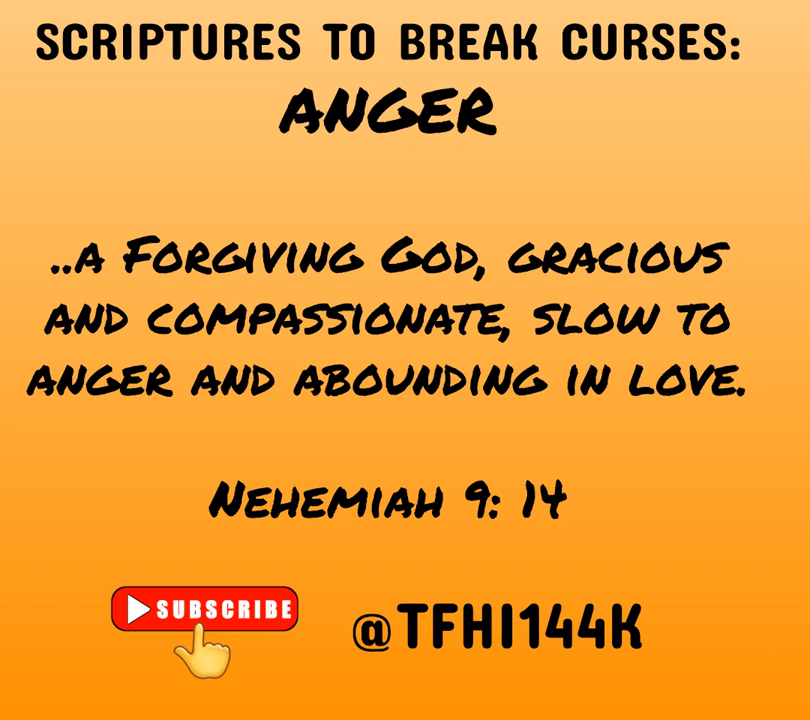 SCRIPTURES TO BREAK CURSES:
ANGER
..A FORGIVING GOD, GRACIOUS
AND COMPASSIONATE, SLOW TO
ANGER AND ABOUNDING IN LOVE.
NEHEMIAH 9: 14
SUBSCRIBE
@TFHI144K